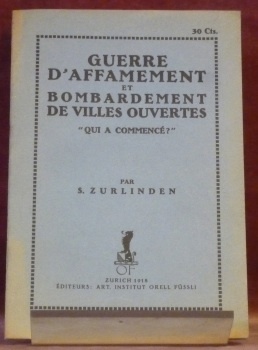 30 Cts.
GUERRE
D'AFFAMEMENT
ET
BOMBARDEMENT
DE VILLES OUVERTES
"QUI A COMMENCÉ?"
PAR
S. ZURLINDEN
OF
ZURICH 1918
ÉDITEURS: ART. INSTITUT ORELL FÜSSLI